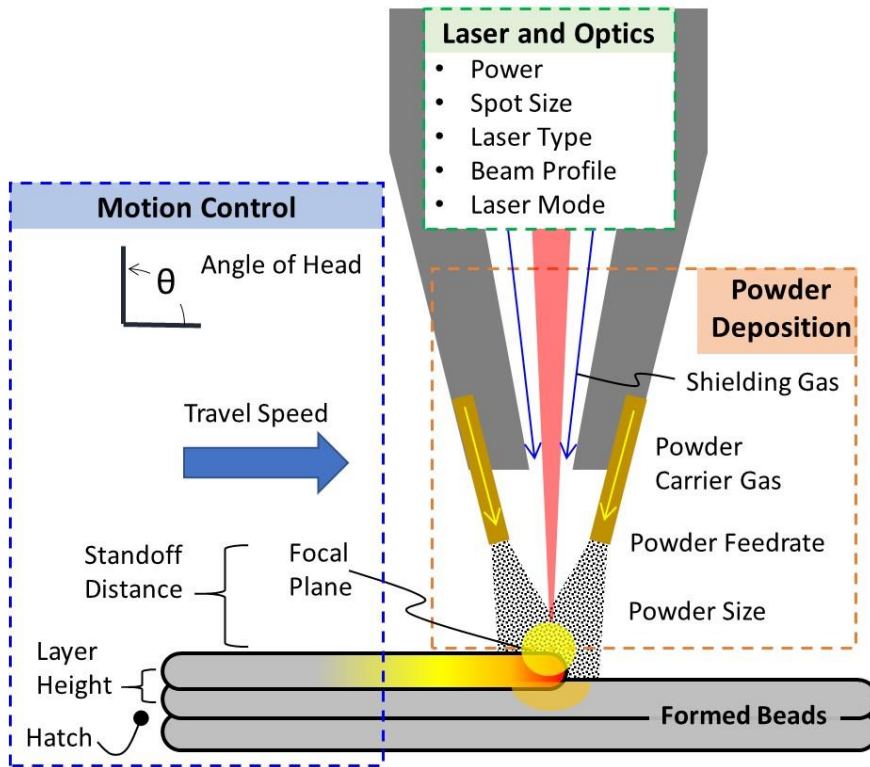 Laser and Optics
• Power
• Spot Size
• Laser Type
• Beam Profile
• Laser Mode
Motion Control
Angle of Head
θ
Powder
Deposition
Shielding Gas
Travel Speed
Powder
Carrier Gas
Standoff
Distance
Focal
Plane
Powder Feedrate
Powder Size
Layer
Height
Hatch
Formed Beads